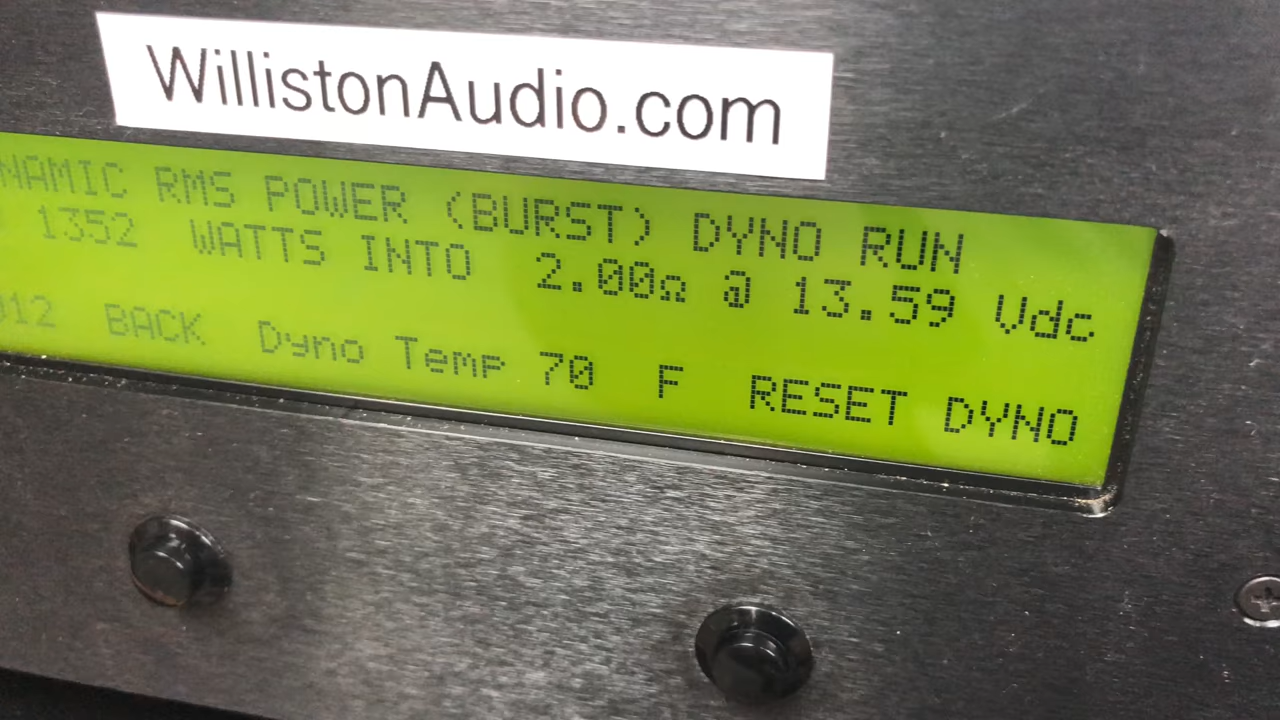 WillistonAudio.com
NAMIC RMS POWER (BURST) DYNO RUN
1352 WATTS INTO 2.00Ω @ 13.59 Vdc
012 BACK Dyno Temp 70 F RESET DYNO